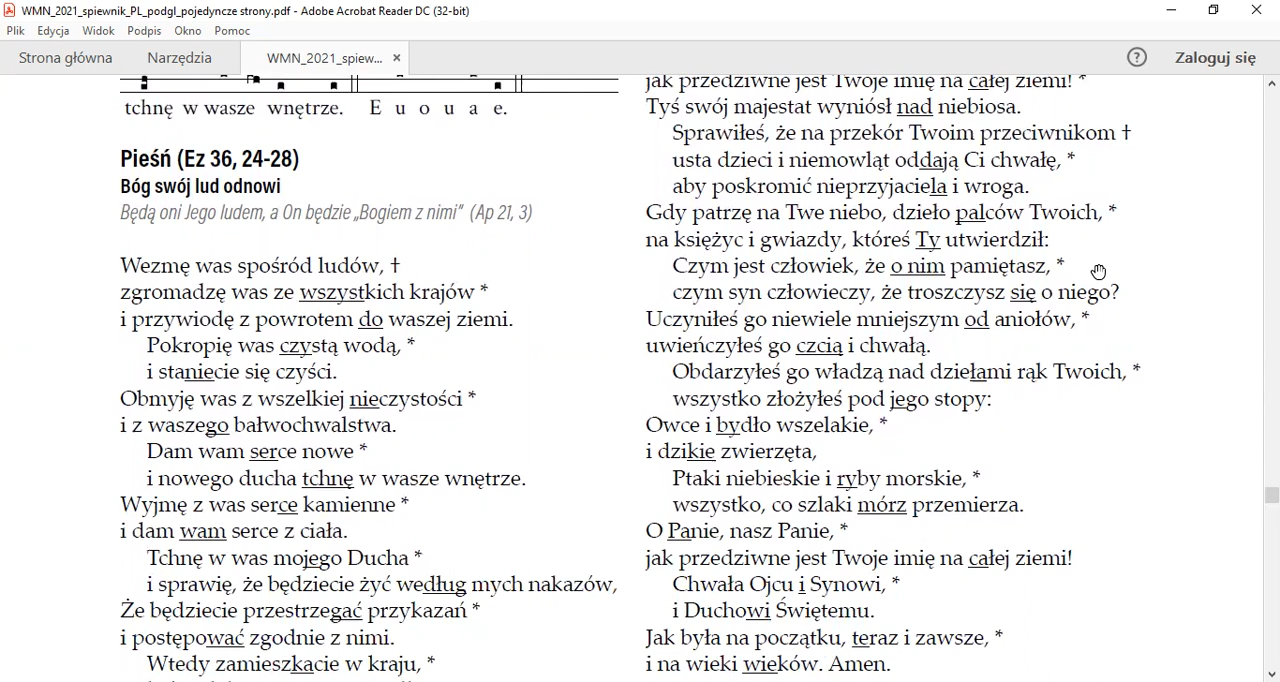 WMN_2021_spiewnik_PL_podgl_pojedyncze strony.pdf - Adobe Acrobat Reader DC (32-bit)
Plik Edycja Widok Podpis Okno Pomoc
Strona główna Narzędzia WMN_2021_spiew... × ? Zaloguj się
tchnę w wasze wnętrze. E u o u a e.
Pieśń (Ez 36, 24-28)
Bóg swój lud odnowi
Będą oni Jego ludem, a On będzie „Bogiem z nimi” (Ap 21, 3)
Wezmę was spośród ludów, †
zgromadzę was ze wszystkich krajów *
i przywiodę z powrotem do waszej ziemi.
Pokropię was czystą wodą, *
i staniecie się czyści.
Obmyję was z wszelkiej nieczystości *
i z waszego bałwochwalstwa.
Dam wam serce nowe *
i nowego ducha tchnę w wasze wnętrze.
Wyjmę z was serce kamienne *
i dam wam serce z ciała.
Tchnę w was mojego Ducha *
i sprawię, że będziecie żyć według mych nakazów,
Że będziecie przestrzegać przykazań *
i postępować zgodnie z nimi.
Wtedy zamieszkacie w kraju, *
jak przedziwne jest Twoje imię na całej ziemi! *
Tyś swój majestat wyniósł nad niebiosa.
Sprawiłeś, że na przekór Twoim przeciwnikom †
usta dzieci i niemowląt oddają Ci chwałę, *
aby poskromić nieprzyjaciela i wroga.
Gdy patrzę na Twe niebo, dzieło palców Twoich, *
na księżyc i gwiazdy, któreś Ty utwierdził:
Czym jest człowiek, że o nim pamiętasz, *
czym syn człowieczy, że troszczysz się o niego?
Uczyniłeś go niewiele mniejszym od aniołów, *
uwieńczyłeś go czcią i chwałą.
Obdarzyłeś go władzą nad dziełami rąk Twoich, *
wszystko złożyłeś pod jego stopy:
Owce i bydło wszelakie, *
i dzikie zwierzęta,
Ptaki niebieskie i ryby morskie, *
wszystko, co szlaki mórz przemierza.
O Panie, nasz Panie, *
jak przedziwne jest Twoje imię na całej ziemi!
Chwała Ojcu i Synowi, *
i Duchowi Świętemu.
Jak była na początku, teraz i zawsze, *
i na wieki wieków. Amen.